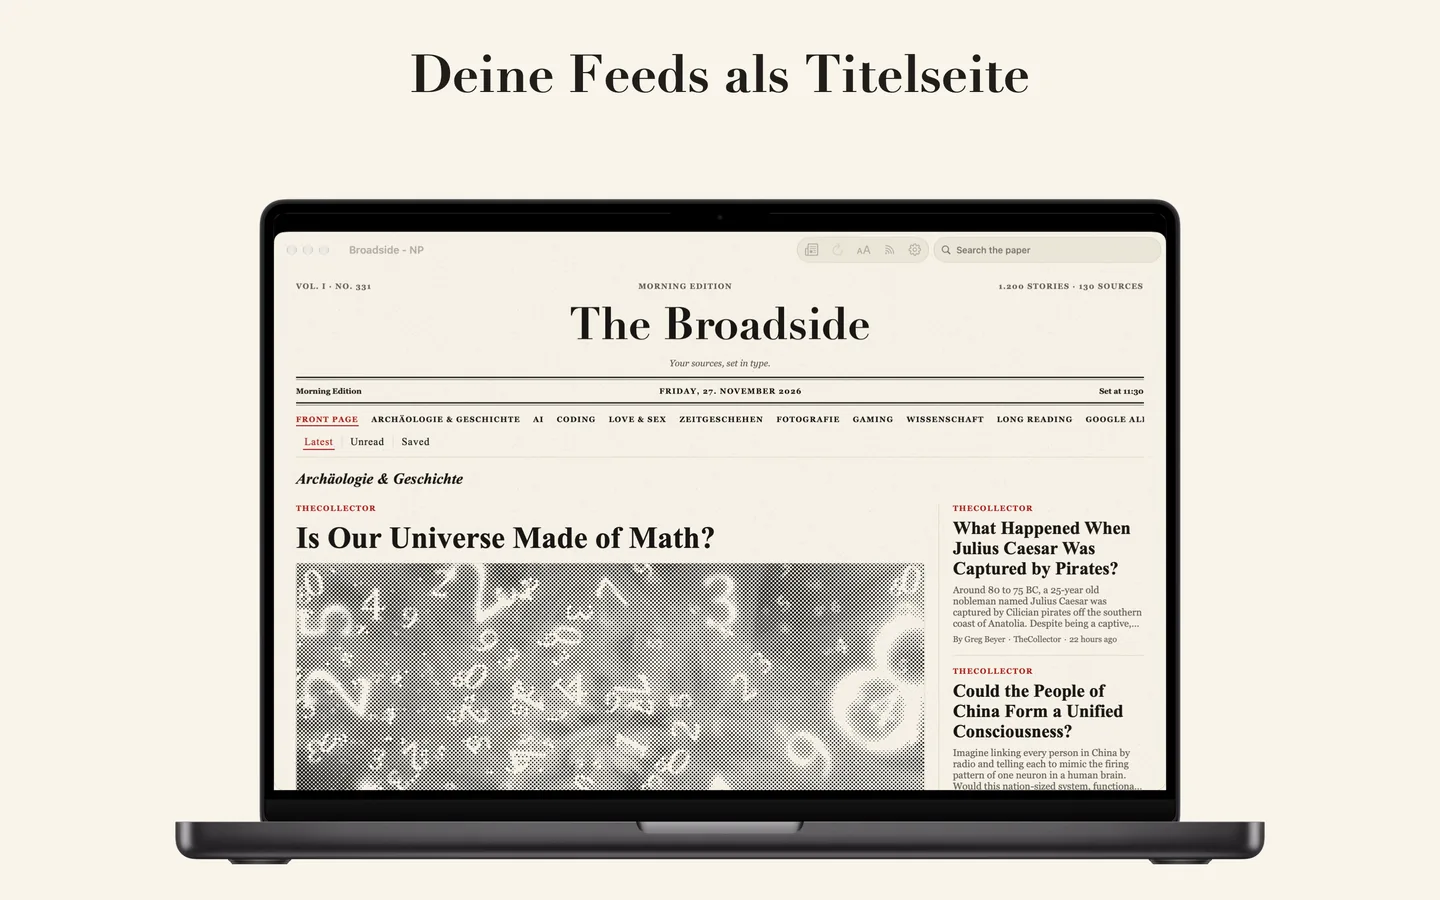 Deine Feeds als Titelseite
Broadside - NP
AA
Search the paper
VOL. I · NO. 331
MORNING EDITION
1.200 STORIES · 130 SOURCES
The Broadside
Your sources, set in type.
Morning Edition
FRIDAY, 27. NOVEMBER 2026
Set at 11:30
FRONT PAGE ARCHÄOLOGIE & GESCHICHTE AI CODING LOVE & SEX ZEITGESCHEHEN FOTOGRAFIE GAMING WISSENSCHAFT LONG READING GOOGLE
Latest Unread Saved
Archäologie & Geschichte
THECOLLECTOR
Is Our Universe Made of Math?
THECOLLECTOR
What Happened When
Julius Caesar Was
Captured by Pirates?
Around 80 to 75 BC, a 25-year old
nobleman named Julius Caesar was
captured by Cilician pirates off the southern
coast of Anatolia. Despite being a captive,...
By Greg Beyer · TheCollector · 22 hours ago
THECOLLECTOR
Could the People of
China Form a Unified
Consciousness?
Imagine linking every person in China by
radio and telling each to mimic the firing
pattern of one neuron in a human brain.
Would this nation-sized system, functiona...